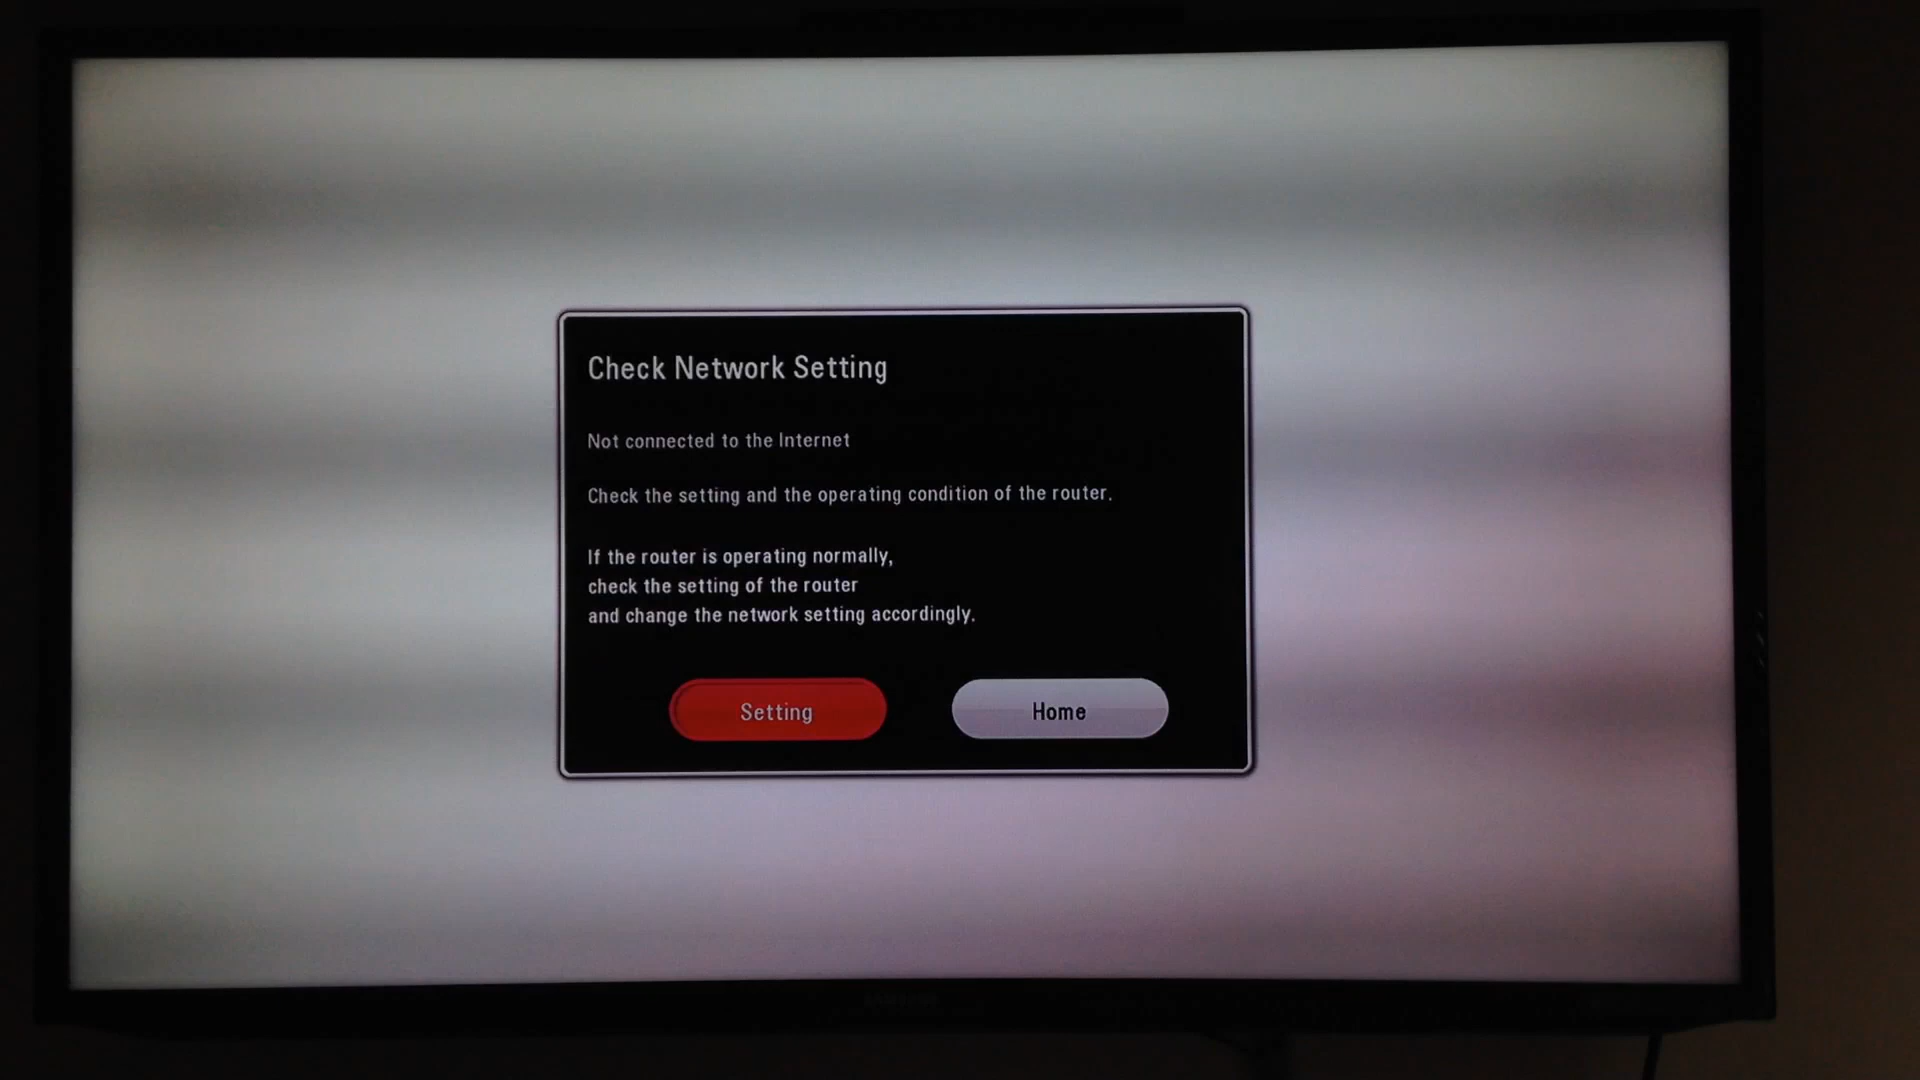 Check Network Setting
Not connected to the Internet
Check the setting and the operating condition of the router.
If the router is operating normally,
check the setting of the router
and change the network setting accordingly.
Setting
Home